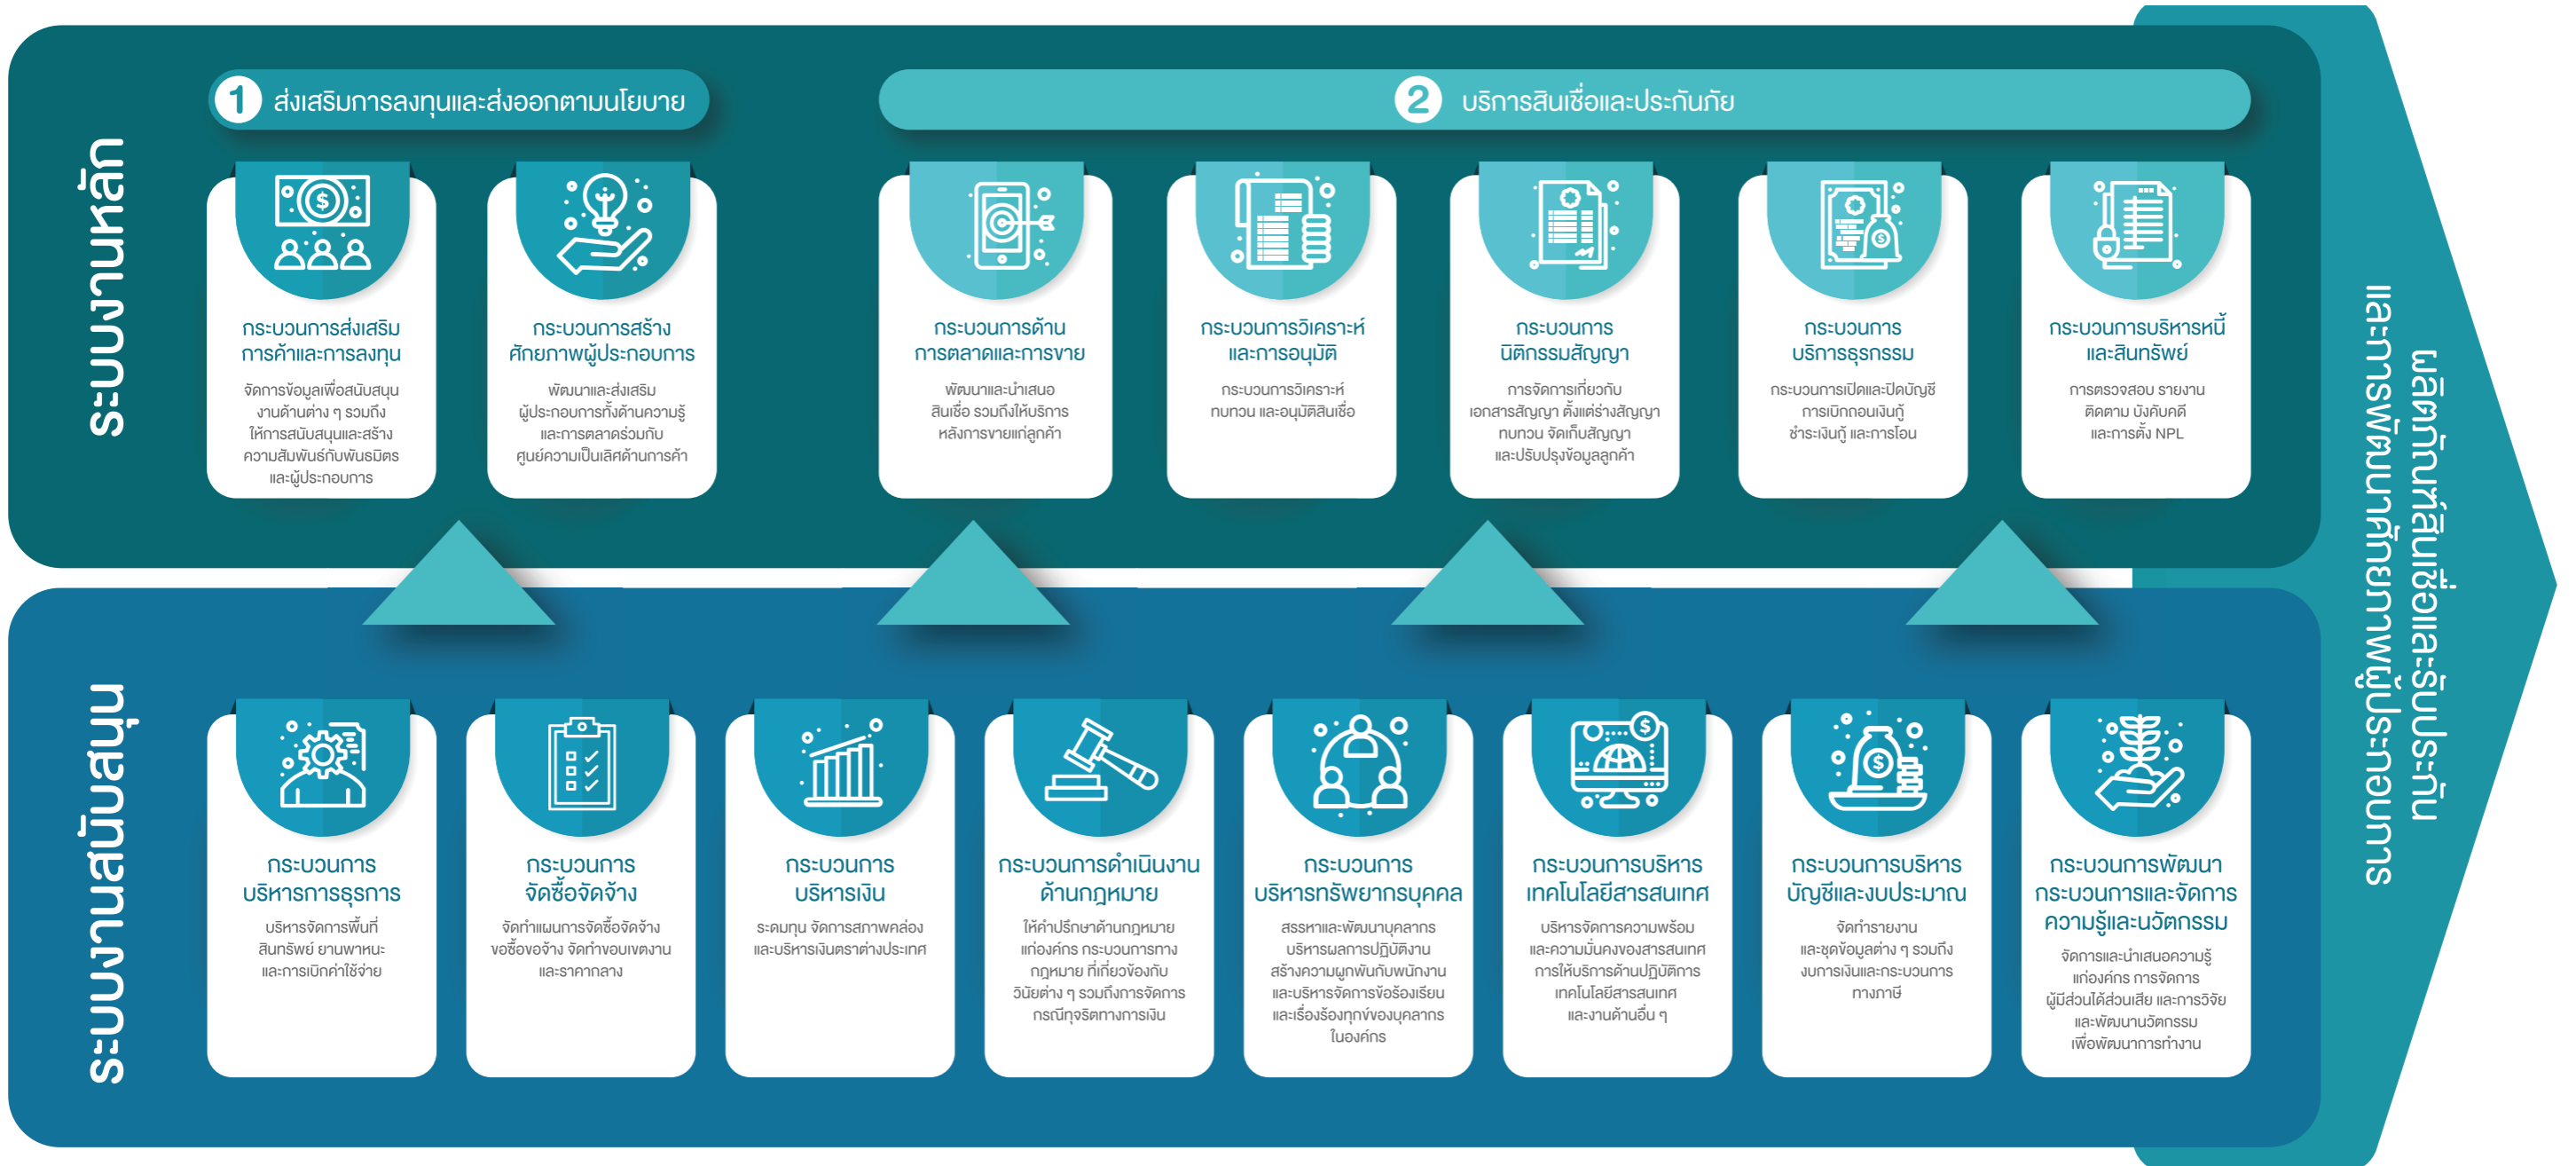 ระบบงานหลัก
1 ส่งเสริมการลงทุนและส่งออกตามนโยบาย
กระบวนการส่งเสริม
การค้าและการลงทุน
จัดการข้อมูลเพื่อสนับสนุน
งานด้านต่าง ๆ รวมถึง
ให้การสนับสนุนและสร้าง
ความสัมพันธ์กับพันธมิตร
และผู้ประกอบการ
กระบวนการสร้าง
ศักยภาพผู้ประกอบการ
พัฒนาและส่งเสริม
ผู้ประกอบการทั้งด้านความรู้
และการตลาดร่วมกับ
ศูนย์ความเป็นเลิศด้านการค้า
2 บริการสินเชื่อและประกันภัย
กระบวนการด้าน
การตลาดและการขาย
พัฒนาและนำเสนอ
สินเชื่อ รวมถึงให้บริการ
หลังการขายแก่ลูกค้า
กระบวนการวิเคราะห์
และการอนุมัติ
กระบวนการวิเคราะห์
ทบทวน และอนุมัติสินเชื่อ
กระบวนการ
นิติกรรมสัญญา
การจัดการเกี่ยวกับ
เอกสารสัญญา ตั้งแต่ร่างสัญญา
ทบทวน จัดเก็บสัญญา
และปรับปรุงข้อมูลลูกค้า
กระบวนการ
บริการธุรกรรม
กระบวนการเปิดและปิดบัญชี
การเบิกถอนเงินกู้
ชำระเงินกู้ และการโอน
กระบวนการบริหารหนี้
และสินทรัพย์
การตรวจสอบ รายงาน
ติดตาม บังคับคดี
และการตั้ง NPL
ระบบงานสนับสนุน
กระบวนการ
บริหารการธุรการ
บริหารจัดการพื้นที่
สินทรัพย์ ยานพาหนะ
และการเบิกค่าใช้จ่าย
กระบวนการ
จัดซื้อจัดจ้าง
จัดทำแผนการจัดซื้อจัดจ้าง
ขอซื้อขอจ้าง จัดทำขอบเขตงาน
และราคากลาง
กระบวนการ
บริหารเงิน
ระดมทุน จัดการสภาพคล่อง
และบริหารเงินตราต่างประเทศ
กระบวนการดำเนินงาน
ด้านกฎหมาย
ให้คำปรึกษาด้านกฎหมาย
แก่องค์กร กระบวนการทาง
กฎหมาย ที่เกี่ยวข้องกับ
วินัยต่าง ๆ รวมถึงการจัดการ
กรณีทุจริตทางการเงิน
กระบวนการ
บริหารทรัพยากรบุคคล
สรรหาและพัฒนาบุคลากร
บริหารผลการปฏิบัติงาน
สร้างความผูกพันกับพนักงาน
และบริหารจัดการข้อร้องเรียน
และเรื่องร้องทุกข์ของบุคลากร
ในองค์กร
กระบวนการบริหาร
เทคโนโลยีสารสนเทศ
บริหารจัดการความพร้อม
และความมั่นคงของสารสนเทศ
การให้บริการด้านปฏิบัติการ
เทคโนโลยีสารสนเทศ
และงานด้านอื่น ๆ
กระบวนการบริหาร
บัญชีและงบประมาณ
จัดทำรายงาน
และชุดข้อมูลต่าง ๆ รวมถึง
งบการเงินและกระบวนการ
ทางภาษี
กระบวนการพัฒนา
กระบวนการและจัดการ
ความรู้และนวัตกรรม
จัดการและนำเสนอความรู้
แก่องค์กร การจัดการ
ผู้มีส่วนได้ส่วนเสีย และการวิจัย
และพัฒนานวัตกรรม
เพื่อพัฒนาการทำงาน
ผลิตภัณฑ์สินเชื่อและรับประกัน
และการพัฒนาศักยภาพผู้ประกอบการ